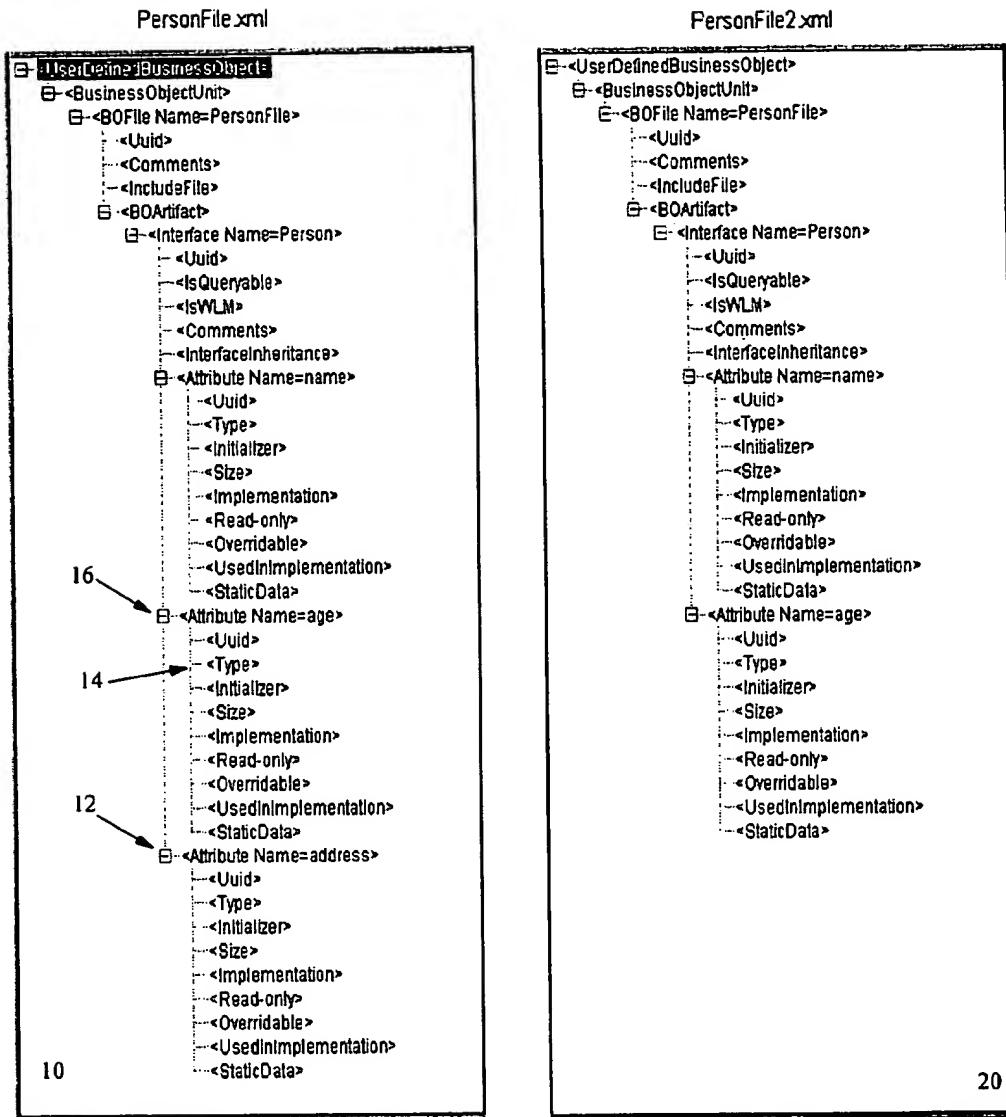 PersonFile.xml
<UserDefinedBusinessObject>
<BusinessObjectUnit>
<BOFile Name=PersonFile>
<Uuid>
<Comments>
<IncludeFile>
<BOArtifact>
<Interface Name=Person>
<Uuid>
<IsQueryable>
<IsWLM>
<Comments>
<InterfaceInheritance>
<Attribute Name=name>
<Uuid>
<Type>
<Initializer>
<Size>
<Implementation>
<Read-only>
<Overridable>
<UsedInImplementation>
<StaticData>
16
<Attribute Name=age>
<Uuid>
14
<Type>
<Initializer>
<Size>
<Implementation>
<Read-only>
<Overridable>
<UsedInImplementation>
<StaticData>
12
<Attribute Name=address>
<Uuid>
<Type>
<Initializer>
<Size>
<Implementation>
<Read-only>
<Overridable>
<UsedInImplementation>
<StaticData>
10
PersonFile2.xml
<UserDefinedBusinessObject>
<BusinessObjectUnit>
<BOFile Name=PersonFile>
<Uuid>
<Comments>
<IncludeFile>
<BOArtifact>
<Interface Name=Person>
<Uuid>
<IsQueryable>
<IsWLM>
<Comments>
<InterfaceInheritance>
<Attribute Name=name>
<Uuid>
<Type>
<Initializer>
<Size>
<Implementation>
<Read-only>
<Overridable>
<UsedInImplementation>
<StaticData>
<Attribute Name=age>
<Uuid>
<Type>
<Initializer>
<Size>
<Implementation>
<Read-only>
<Overridable>
<UsedInImplementation>
<StaticData>
20